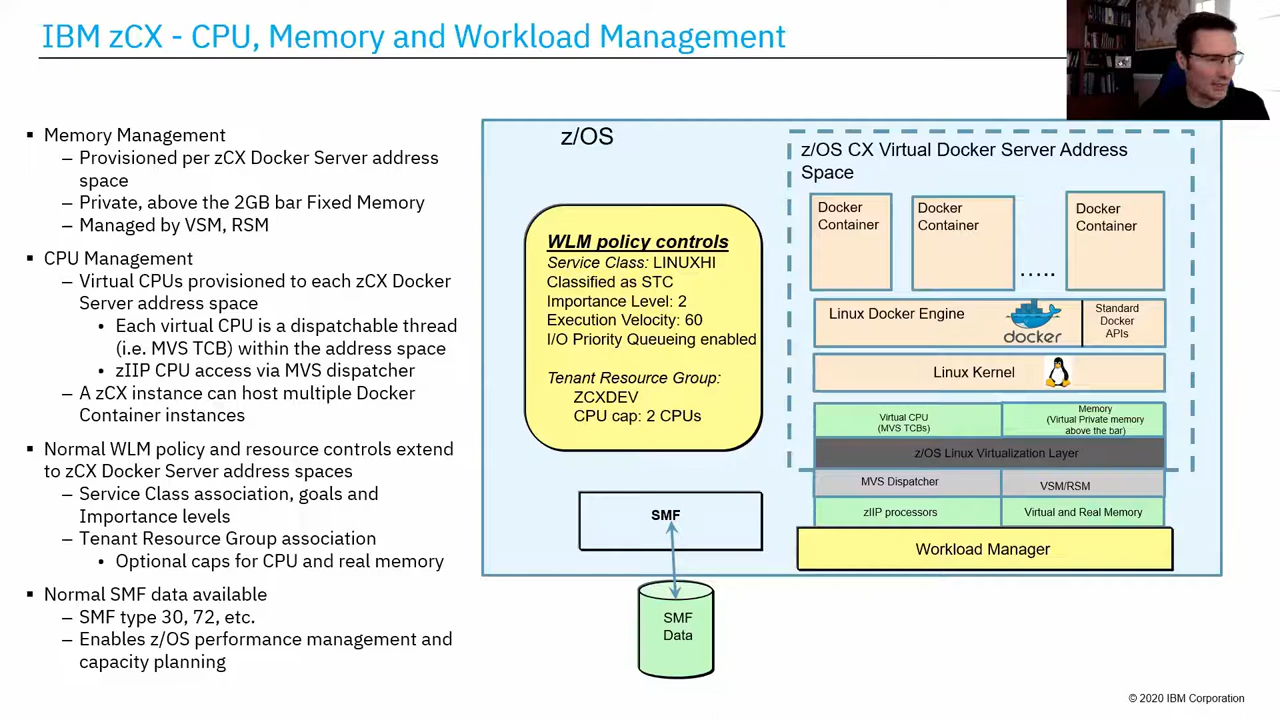 IBM zCX - CPU, Memory and Workload Management
▪ Memory Management
– Provisioned per zCX Docker Server address
space
– Private, above the 2GB bar Fixed Memory
– Managed by VSM, RSM
▪ CPU Management
– Virtual CPUs provisioned to each zCX Docker
Server address space
• Each virtual CPU is a dispatchable thread
(i.e. MVS TCB) within the address space
• zIIP CPU access via MVS dispatcher
– A zCX instance can host multiple Docker
Container instances
▪ Normal WLM policy and resource controls extend
to zCX Docker Server address spaces
– Service Class association, goals and
Importance levels
– Tenant Resource Group association
• Optional caps for CPU and real memory
▪ Normal SMF data available
– SMF type 30, 72, etc.
– Enables z/OS performance management and
capacity planning
z/OS
WLM policy controls
Service Class: LINUXHI
Classified as STC
Importance Level: 2
Execution Velocity: 60
I/O Priority Queueing enabled
Tenant Resource Group:
ZCXDEV
CPU cap: 2 CPUs
SMF
SMF
Data
z/OS CX Virtual Docker Server Address
Space
Docker
Container
Docker
Container
.....
Docker
Container
Linux Docker Engine
docker
Standard
Docker
APIs
Linux Kernel
Virtual CPU
(MVS TCBs)
Memory
(Virtual Private memory
above the bar)
z/OS Linux Virtualization Layer
MVS Dispatcher
VSM/RSM
zIIP processors
Virtual and Real Memory
Workload Manager
© 2020 IBM Corporation